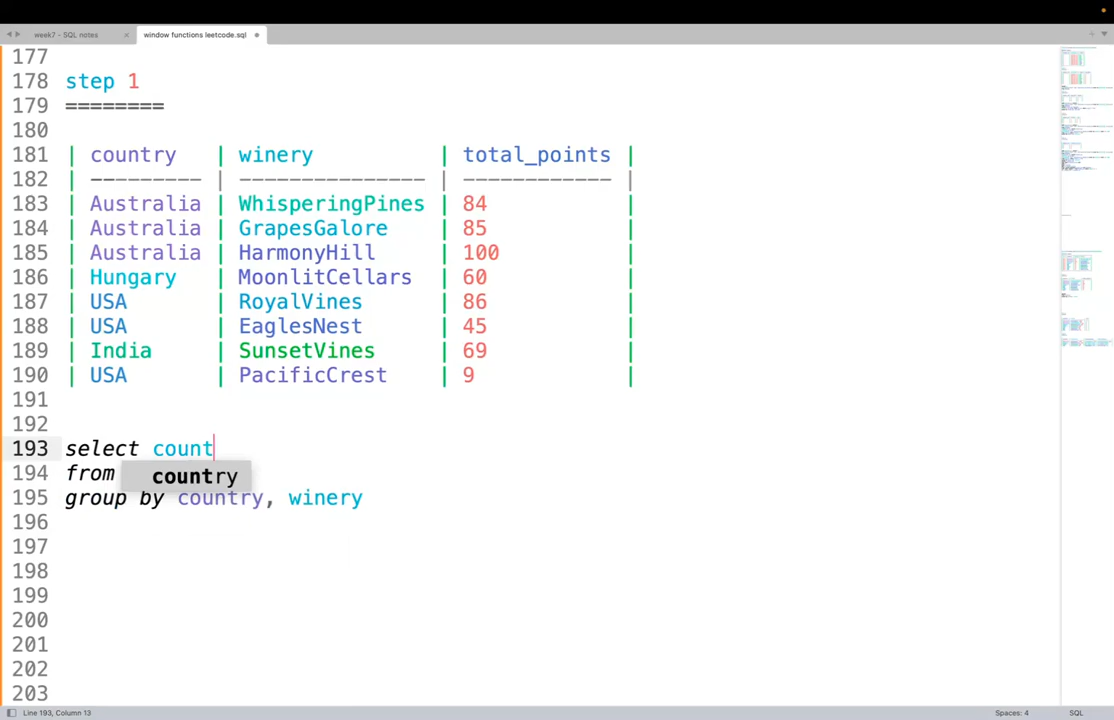 week7 - SQL notes
window functions leetcode.sql
177
178 step 1
179 ========
180
181 | country | winery | total_points |
182 | --------- | --------------- | ------------ |
183 | Australia | WhisperingPines | 84 |
184 | Australia | GrapesGalore | 85 |
185 | Australia | HarmonyHill | 100 |
186 | Hungary | MoonlitCellars | 60 |
187 | USA | RoyalVines | 86 |
188 | USA | EaglesNest | 45 |
189 | India | SunsetVines | 69 |
190 | USA | PacificCrest | 9 |
191
192
193 select count
194 from
country
195 group by country, winery
196
197
198
199
200
201
202
203
Line 193, Column 13
Spaces: 4
SQL